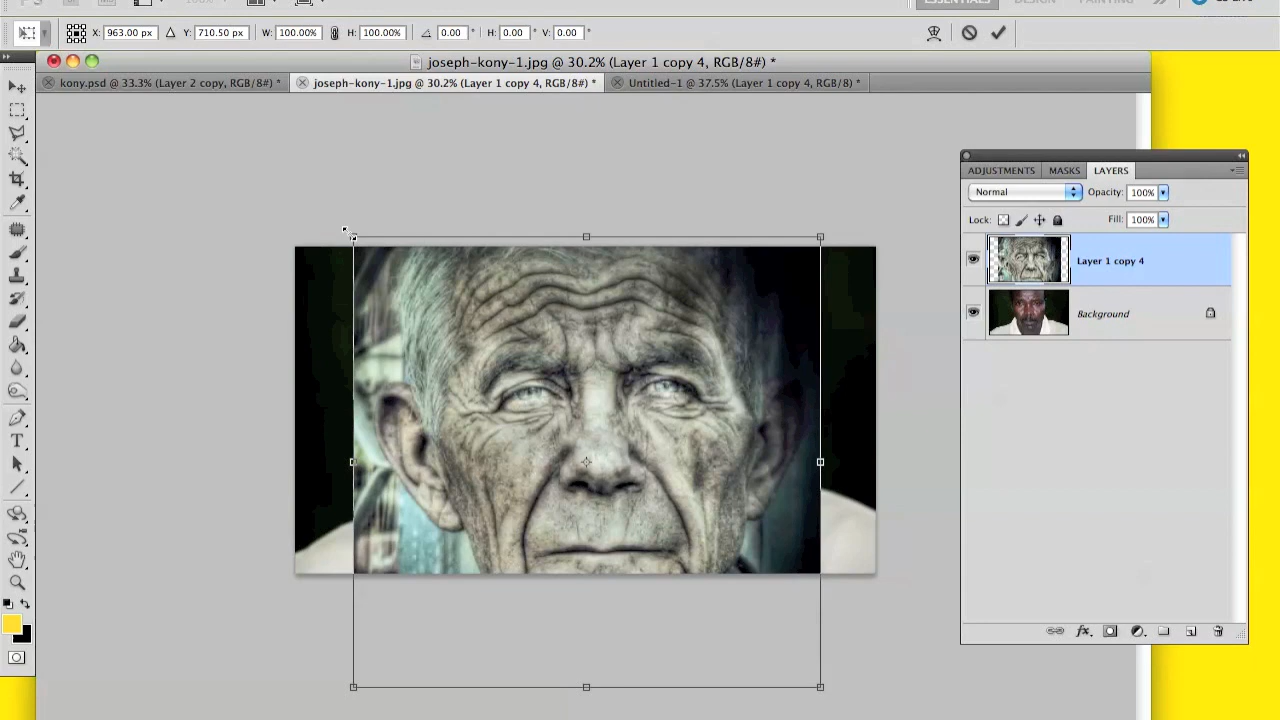 ESSENTIALS DESIGN PAINTING
X: 963.00 px Y: 710.50 px W: 100.00% H: 100.00% 0.00 ° H: 0.00 ° V: 0.00 °
joseph-kony-1.jpg @ 30.2% (Layer 1 copy 4, RGB/8#) *
kony.psd @ 33.3% (Layer 2 copy, RGB/8#) * joseph-kony-1.jpg @ 30.2% (Layer 1 copy 4, RGB/8#) * Untitled-1 @ 37.5% (Layer 1 copy 4, RGB/8) *
ADJUSTMENTS MASKS LAYERS
Normal Opacity: 100%
Lock: Fill: 100%
Layer 1 copy 4
Background